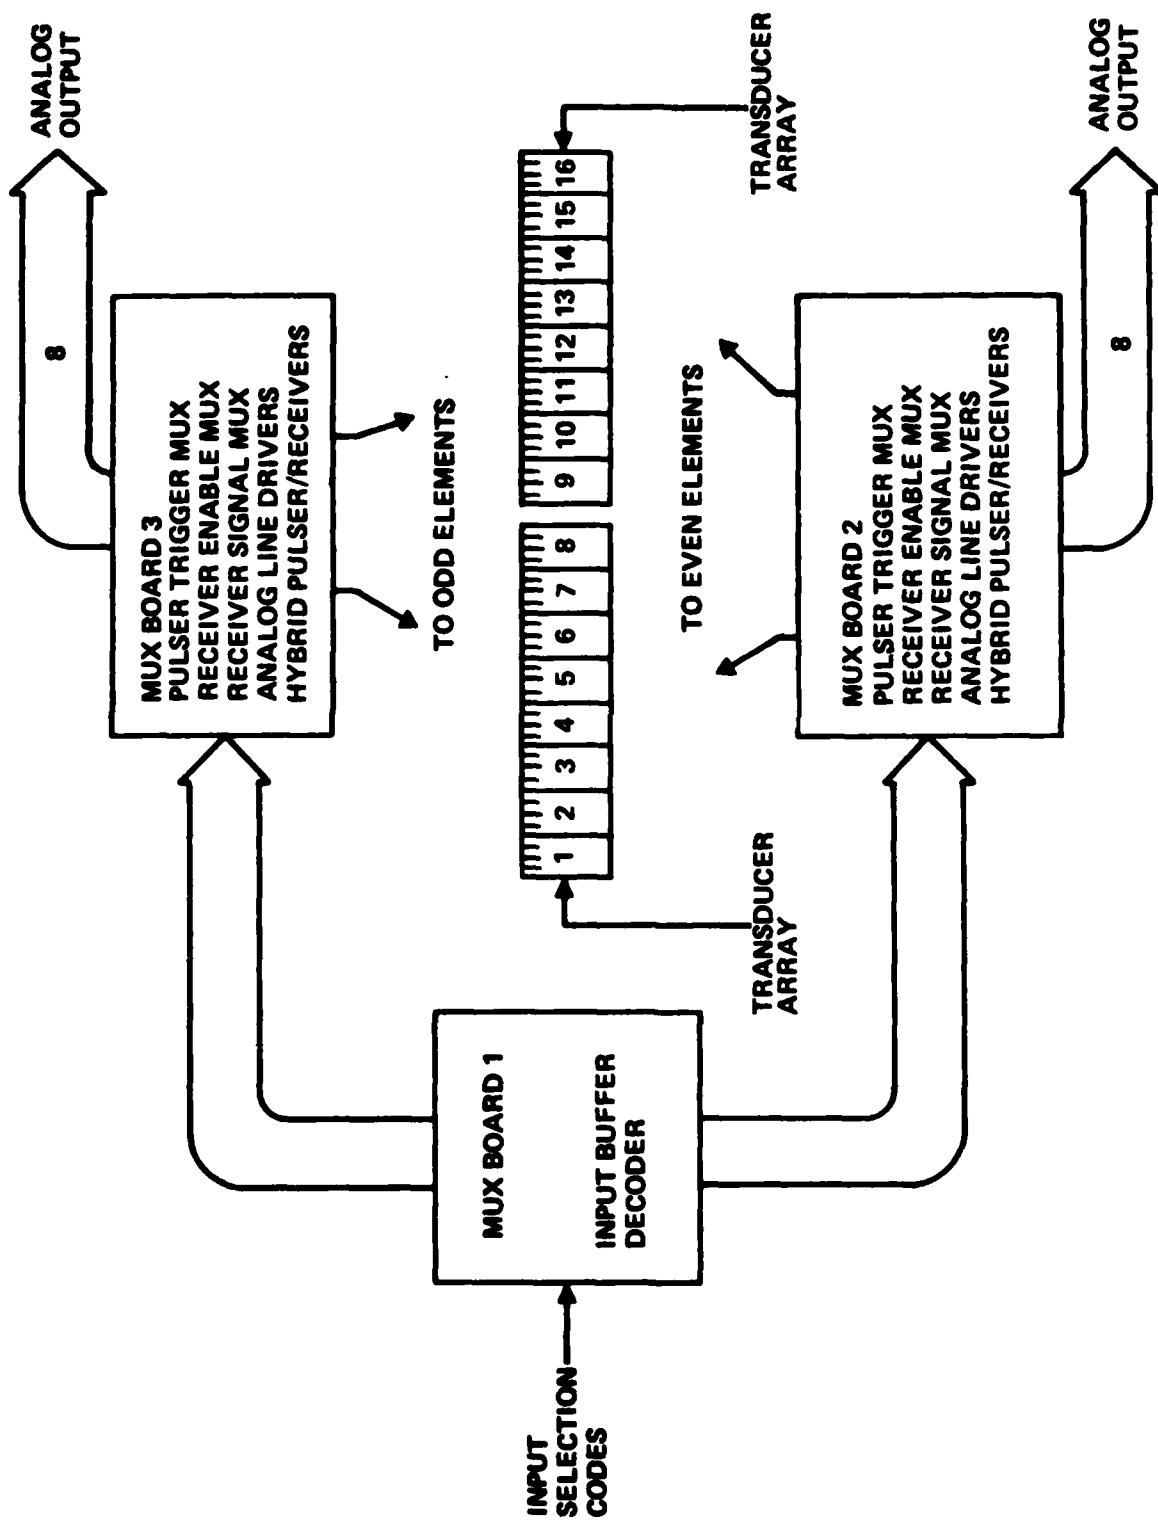 INPUT
SELECTION
CODES
MUX BOARD 1
INPUT BUFFER
DECODER
MUX BOARD 3
PULSER TRIGGER MUX
RECEIVER ENABLE MUX
RECEIVER SIGNAL MUX
ANALOG LINE DRIVERS
HYBRID PULSER/RECEIVERS
8
ANALOG
OUTPUT
TO ODD ELEMENTS
1 2 3 4 5 6 7 8 9 10 11 12 13 14 15 16
TRANSDUCER
ARRAY
TRANSDUCER
ARRAY
TO EVEN ELEMENTS
MUX BOARD 2
PULSER TRIGGER MUX
RECEIVER ENABLE MUX
RECEIVER SIGNAL MUX
ANALOG LINE DRIVERS
HYBRID PULSER/RECEIVERS
8
ANALOG
OUTPUT